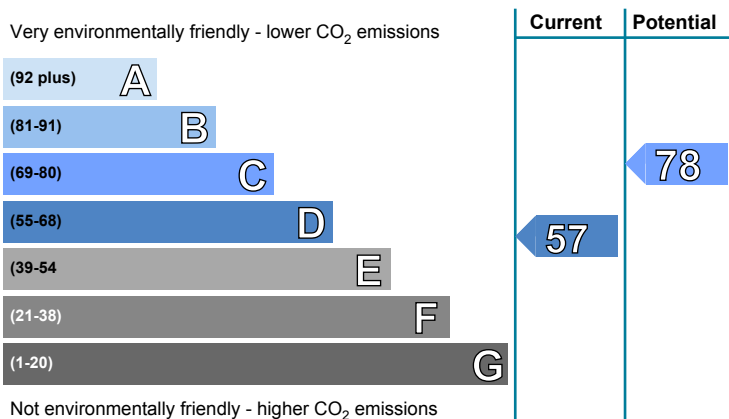 Very environmentally friendly - lower CO2 emissions
Current
Potential
(92 plus) A
(81-91) B
(69-80) C
78
(55-68) D
57
(39-54 E
(21-38) F
(1-20) G
Not environmentally friendly - higher CO2 emissions